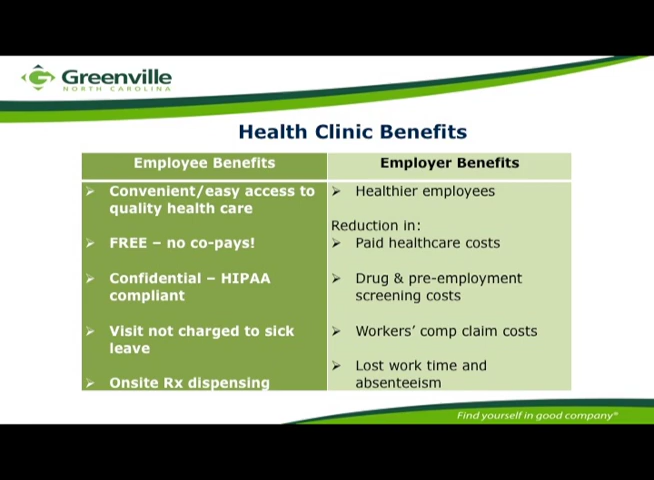 Greenville
NORTH CAROLINA
Health Clinic Benefits
Employee Benefits
Convenient/easy access to
quality health care
FREE – no co-pays!
Confidential – HIPAA
compliant
Visit not charged to sick
leave
Onsite Rx dispensing
Employer Benefits
Healthier employees
Reduction in:
Paid healthcare costs
Drug & pre-employment
screening costs
Workers’ comp claim costs
Lost work time and
absenteeism
Find yourself in good company®